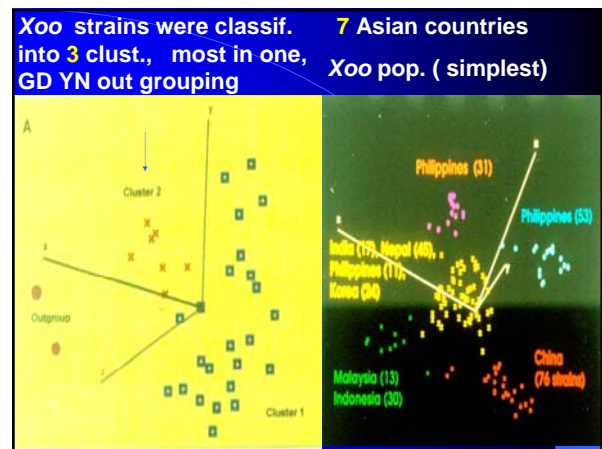 Xoo strains were classif.
into 3 clust., most in one,
GD YN out grouping
7 Asian countries
Xoo pop. ( simplest)
A
y
Cluster 2
x
Outgroup
z
Cluster 1
Philippines (31)
Philippines (53)
India (17), Nepal (45),
Philippines (11),
Korea (24)
Malaysia (13)
Indonesia (30)
China
(76 strains)